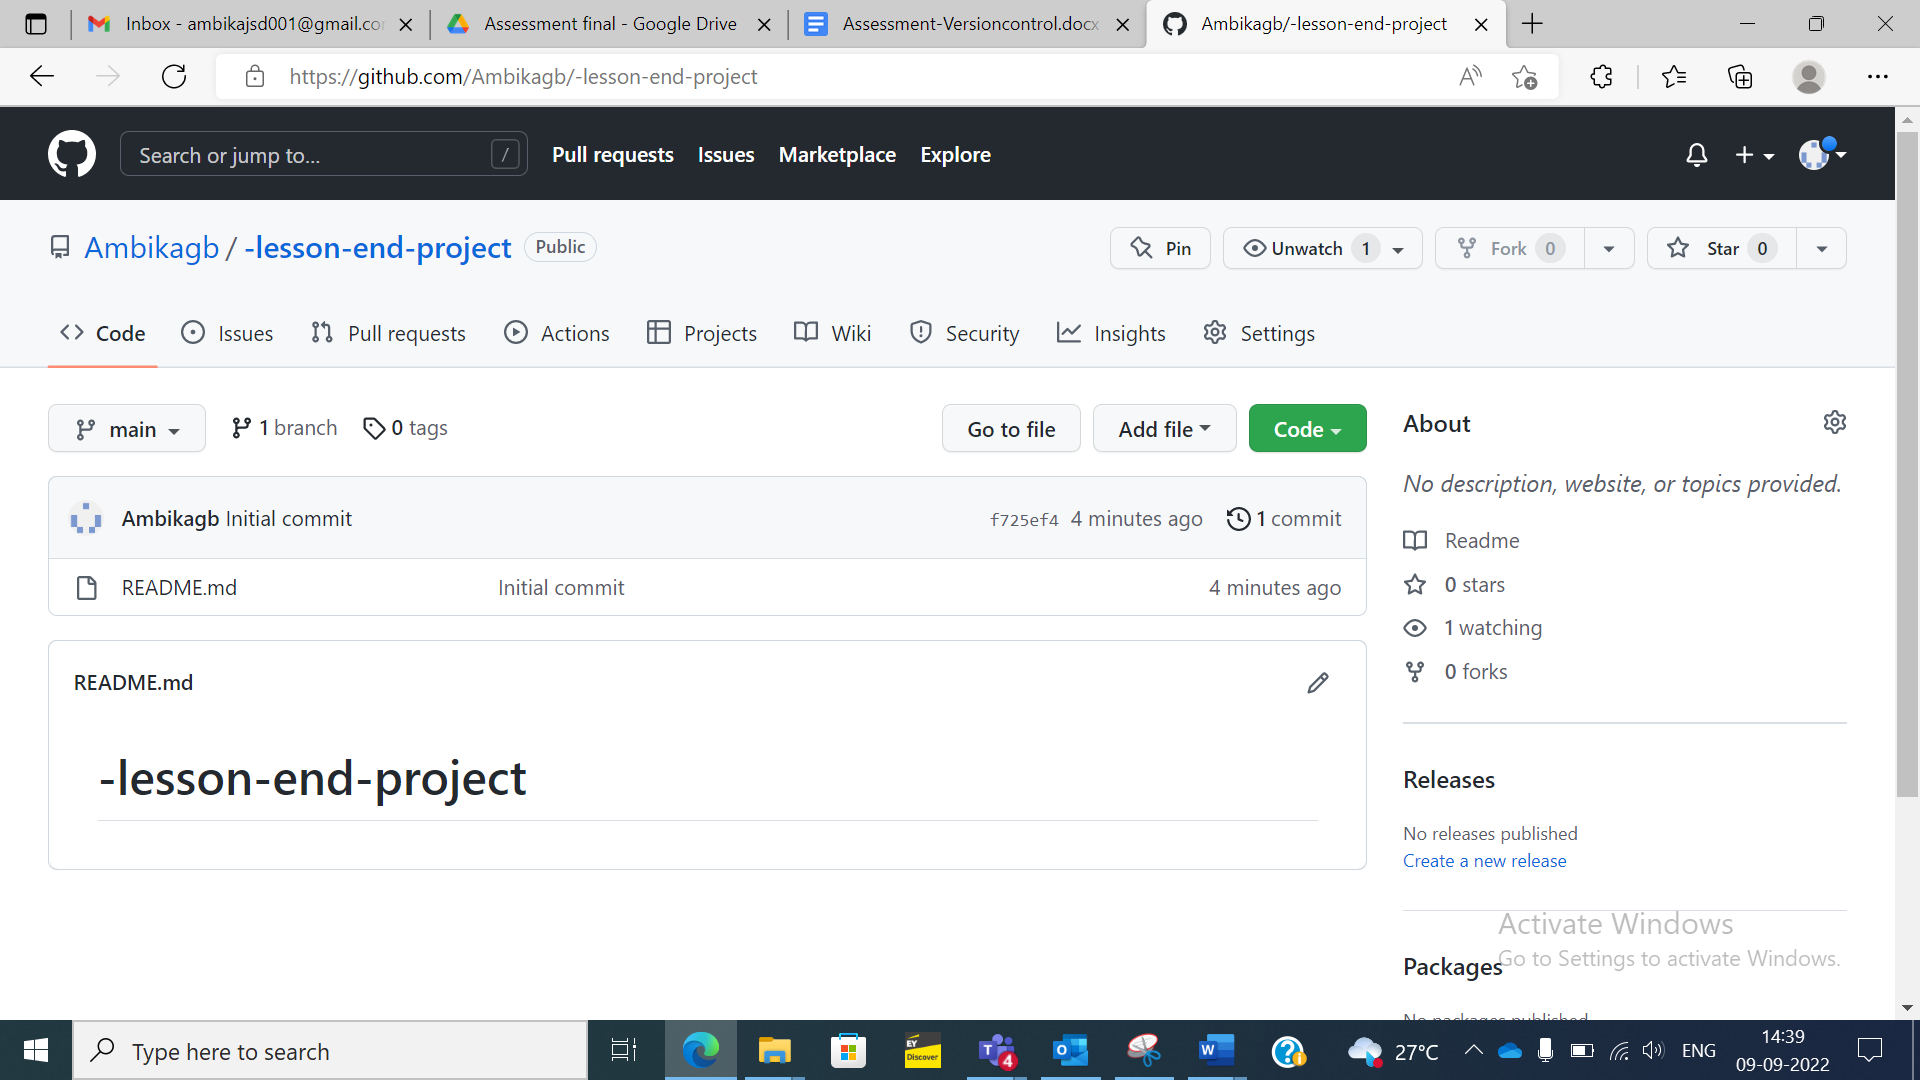 Inbox - ambikajsd001@gmail.co
Assessment final - Google Drive
Assessment-Versioncontrol.docx
Ambikagb/-lesson-end-project
https://github.com/Ambikagb/-lesson-end-project
Search or jump to... /
Pull requests Issues Marketplace Explore
Ambikagb / -lesson-end-project Public
Pin Unwatch 1 Fork 0 Star 0
Code Issues Pull requests Actions Projects Wiki Security Insights Settings
main 1 branch 0 tags Go to file Add file Code
Ambikagb Initial commit f725ef4 4 minutes ago 1 commit
README.md Initial commit 4 minutes ago
README.md
-lesson-end-project
About
No description, website, or topics provided.
Readme
0 stars
1 watching
0 forks
Releases
No releases published
Create a new release
Packages
No packages published
Activate Windows
Go to Settings to activate Windows.
Type here to search
EY
Discover
4
27°C
ENG
14:39
09-09-2022